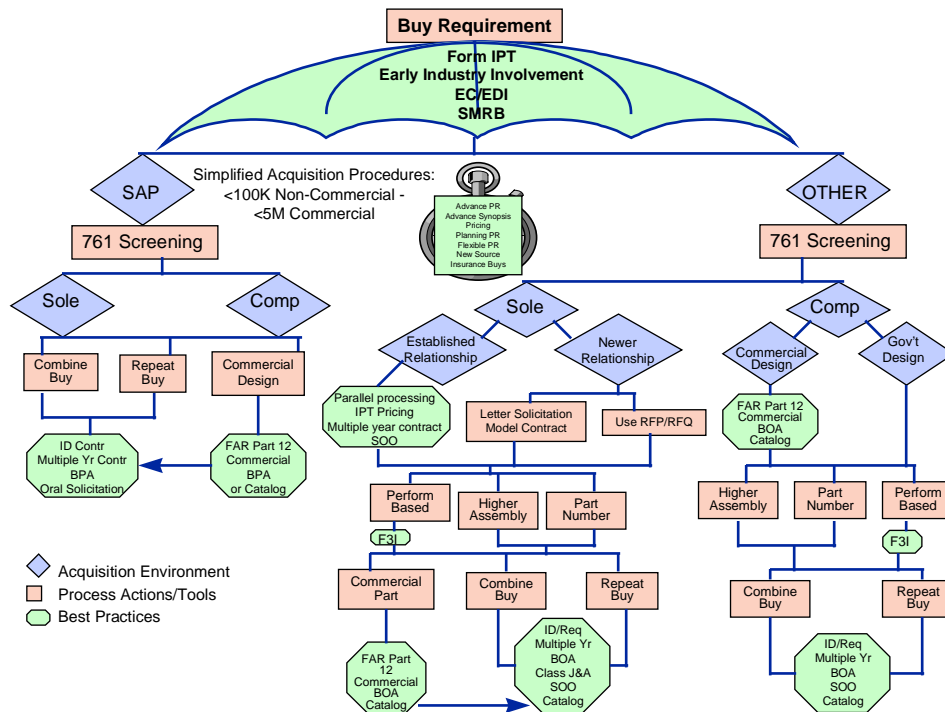 Buy Requirement
Form IPT
Early Industry Involvement
EC/EDI
SMRB
SAP
Simplified Acquisition Procedures:
<100K Non-Commercial -
<5M Commercial
Advance PR
Advance Synopsis
Pricing
Planning PR
Flexible PR
New Source
Insurance Buys
OTHER
761 Screening
761 Screening
Sole
Comp
Sole
Comp
Established
Relationship
Newer
Relationship
Commercial
Design
Gov't
Design
Combine
Buy
Repeat
Buy
Commercial
Design
Parallel processing
IPT Pricing
Multiple year contract
SOO
Letter Solicitation
Model Contract
Use RFP/RFQ
FAR Part 12
Commercial
BOA
Catalog
ID Contr
Multiple Yr Contr
BPA
Oral Solicitation
FAR Part 12
Commercial
BPA
or Catalog
Perform
Based
Higher
Assembly
Part
Number
Higher
Assembly
Part
Number
Perform
Based
F3I
F3I
Acquisition Environment
Process Actions/Tools
Best Practices
Commercial
Part
Combine
Buy
Repeat
Buy
Combine
Buy
Repeat
Buy
FAR Part
12
Commercial
BOA
Catalog
ID/Req
Multiple Yr
BOA
Class J&A
SOO
Catalog
ID/Req
Multiple Yr
BOA
SOO
Catalog